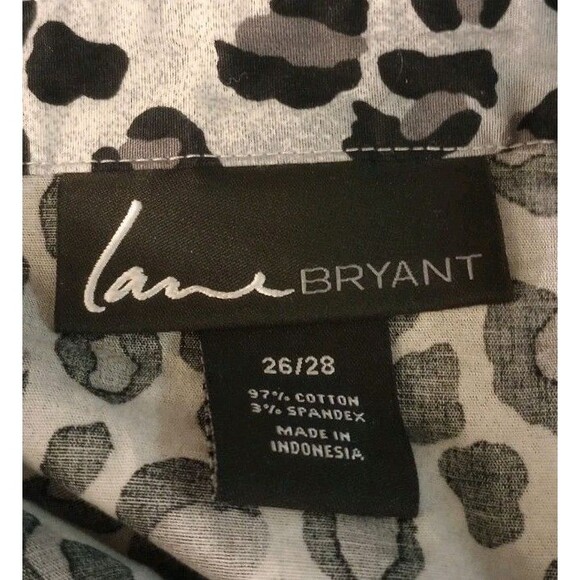 lane BRYANT
26/28
97% COTTON
3% SPANDEX
MADE IN
INDONESIA